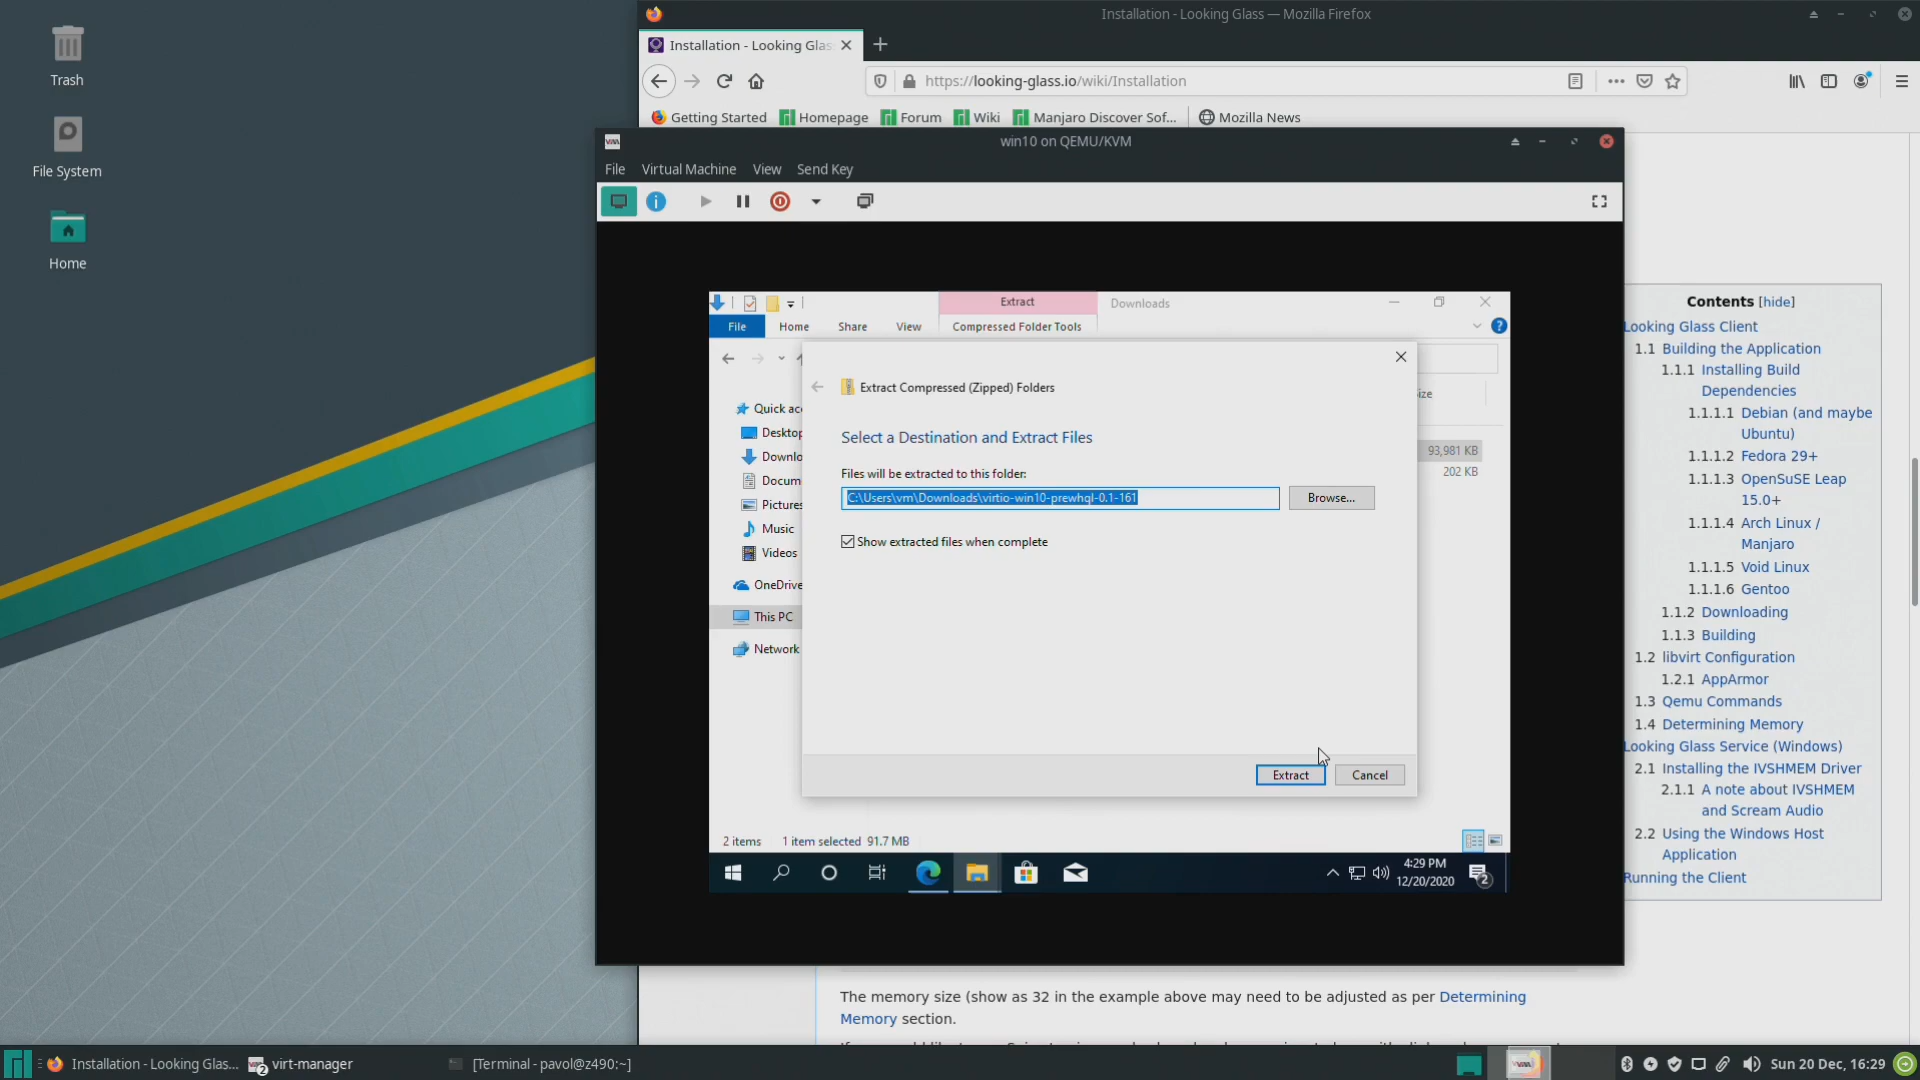 Trash
File System
Home
Installation - Looking Glass — Mozilla Firefox
Installation - Looking Glas
https://looking-glass.io/wiki/Installation
Getting Started
Homepage
Forum
Wiki
Manjaro Discover Sof...
Mozilla News
win10 on QEMU/KVM
File
Virtual Machine
View
Send Key
Extract
Downloads
File
Home
Share
View
Compressed Folder Tools
Quick acc
Desktop
Downlo
Docum
Pictures
Music
Videos
OneDrive
This PC
Network
ize
93,981 KB
202 KB
Extract Compressed (Zipped) Folders
Select a Destination and Extract Files
Files will be extracted to this folder:
C:\Users\vm\Downloads\virtio-win10-prewhql-0.1-161
Browse...
Show extracted files when complete
Extract
Cancel
2 items
1 item selected 91.7 MB
4:29 PM
12/20/2020
2
Contents [hide]
Looking Glass Client
1.1 Building the Application
1.1.1 Installing Build
Dependencies
1.1.1.1 Debian (and maybe
Ubuntu)
1.1.1.2 Fedora 29+
1.1.1.3 OpenSuSE Leap
15.0+
1.1.1.4 Arch Linux /
Manjaro
1.1.1.5 Void Linux
1.1.1.6 Gentoo
1.1.2 Downloading
1.1.3 Building
1.2 libvirt Configuration
1.2.1 AppArmor
1.3 Qemu Commands
1.4 Determining Memory
Looking Glass Service (Windows)
2.1 Installing the IVSHMEM Driver
2.1.1 A note about IVSHMEM
and Scream Audio
2.2 Using the Windows Host
Application
Running the Client
The memory size (show as 32 in the example above may need to be adjusted as per Determining
Memory section.
Installation - Looking Glas...
2
virt-manager
[Terminal - pavol@z490:~]
Sun 20 Dec, 16:29